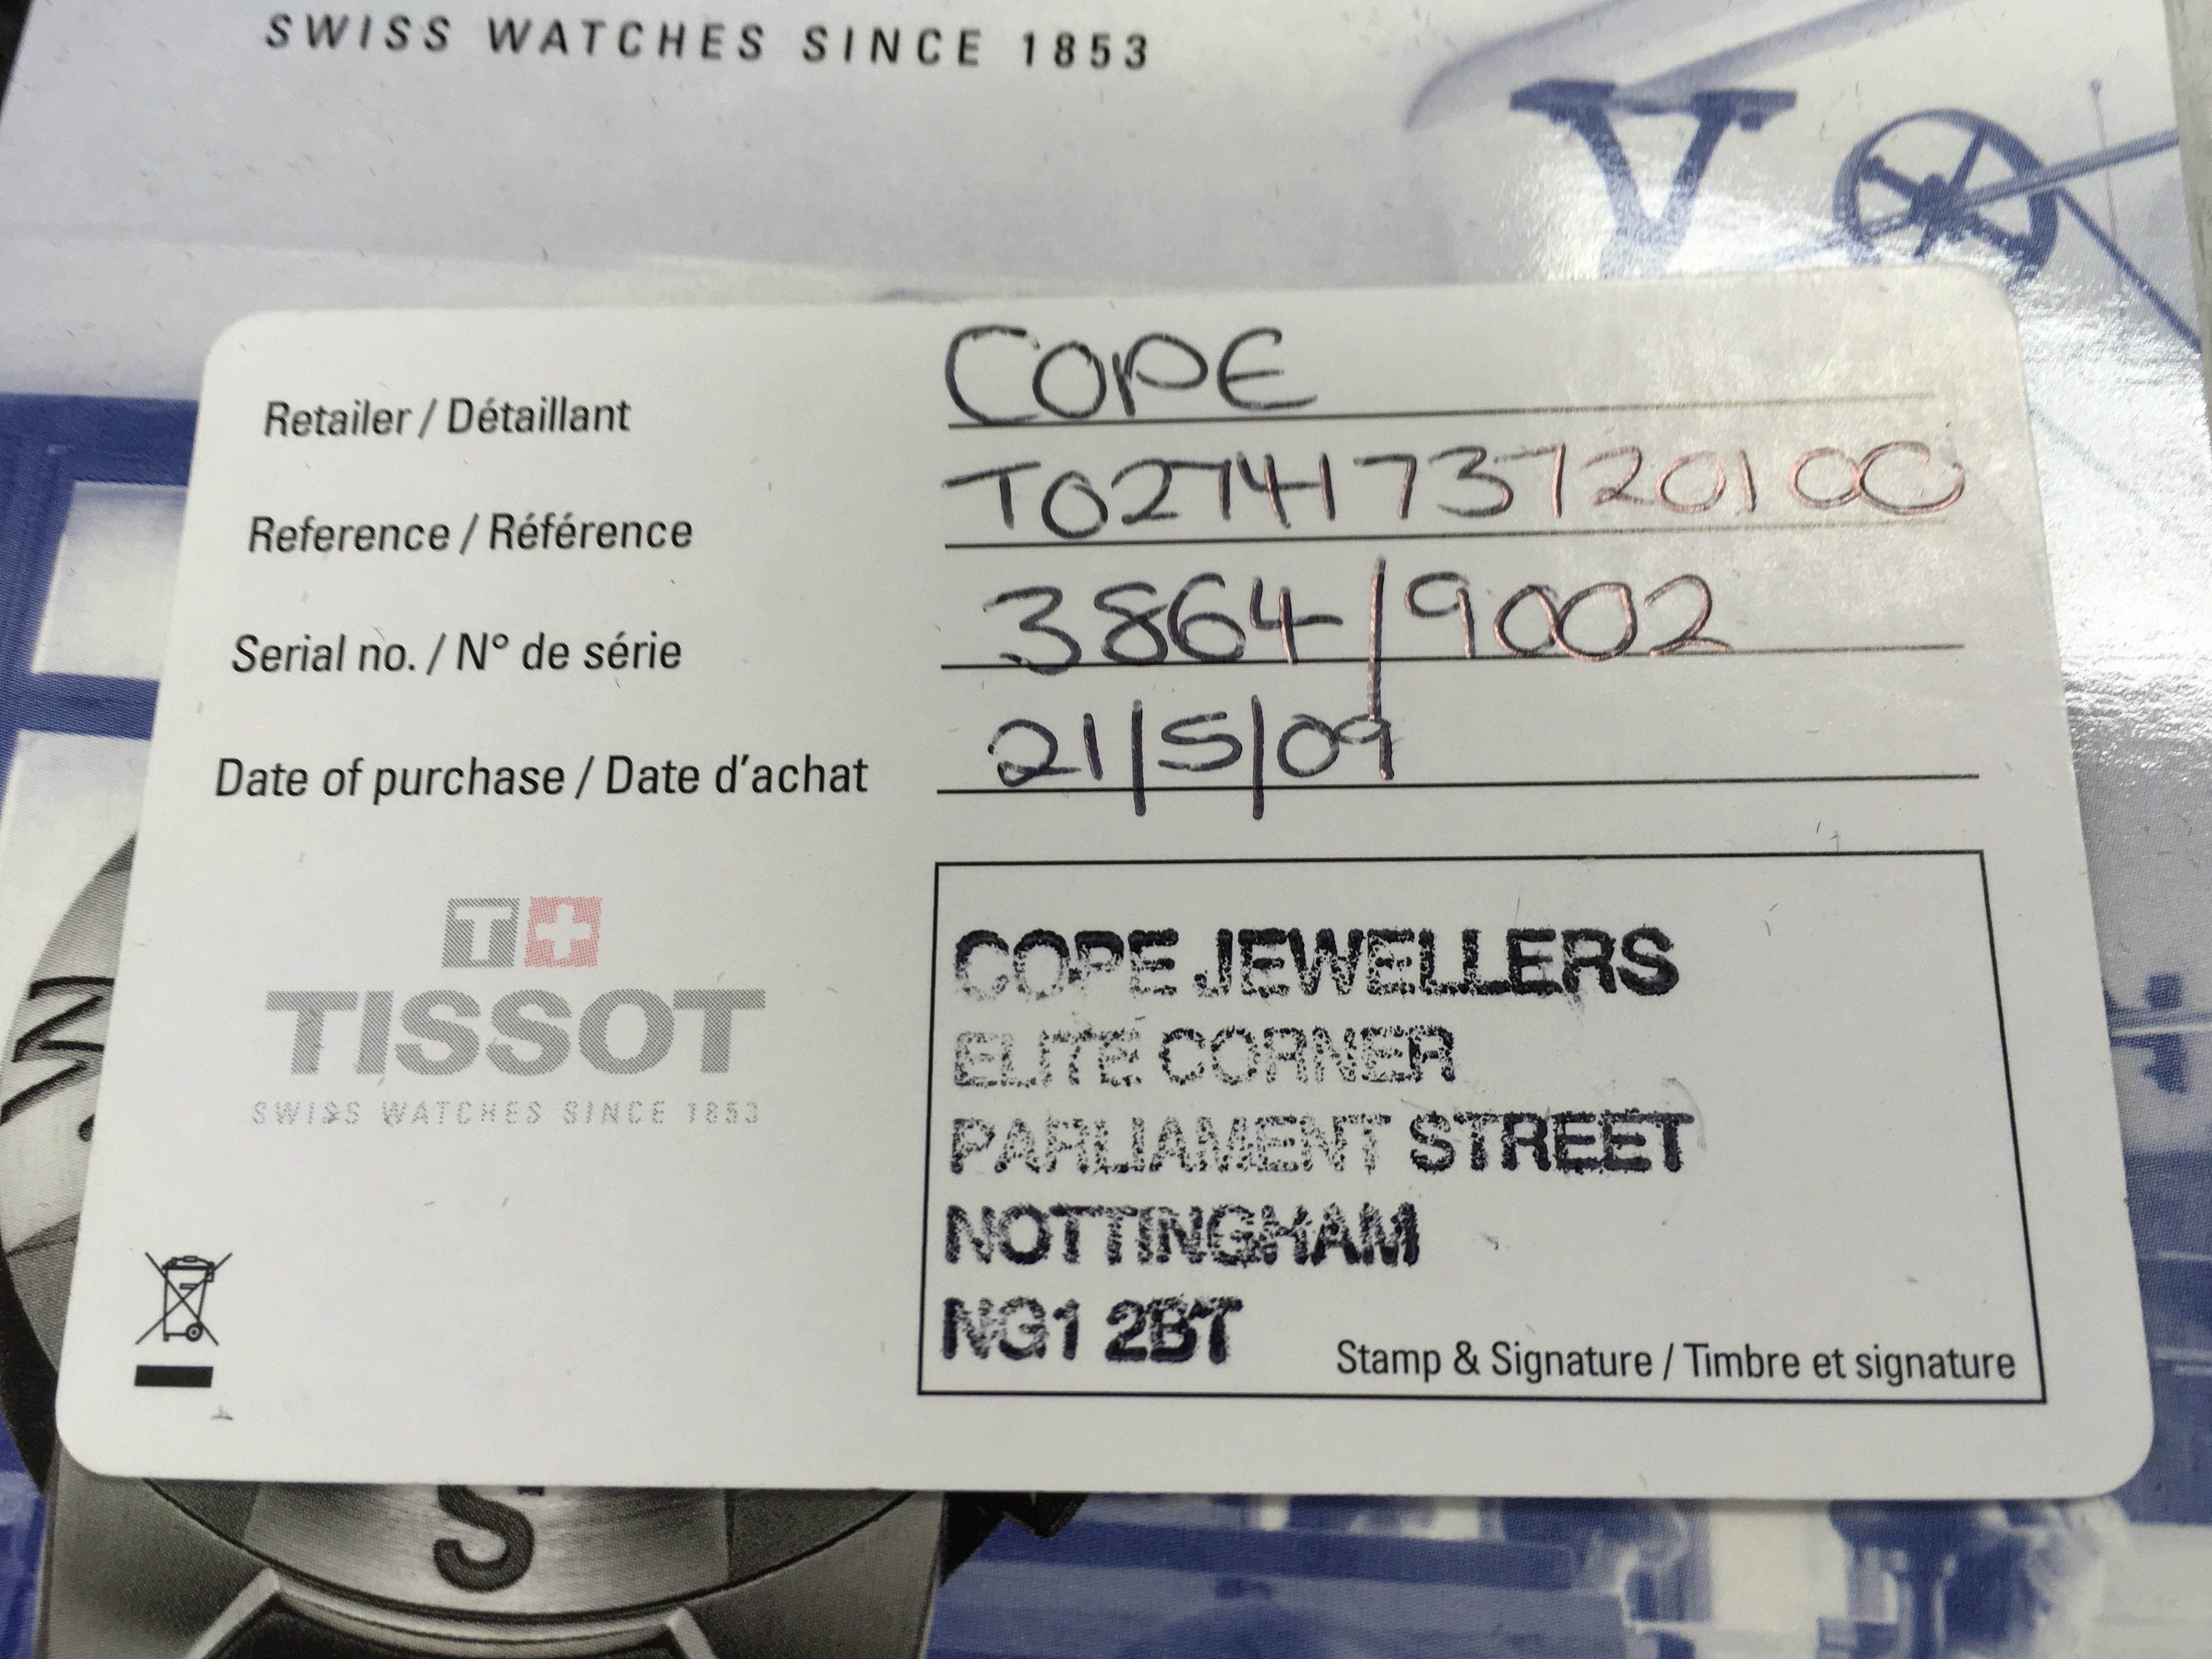 SWISS WATCHES SINCE 1853
Retailer / Détaillant COPE
Reference / Référence T0274173720100
Serial no. / N° de série 3864/9002
Date of purchase / Date d'achat 21/5/09
T+
TISSOT
SWISS WATCHES SINCE 1853
COPE JEWELLERS
ELITE CORNER
PARLIAMENT STREET
NOTTINGHAM
NG1 2BT
Stamp & Signature / Timbre et signature
S